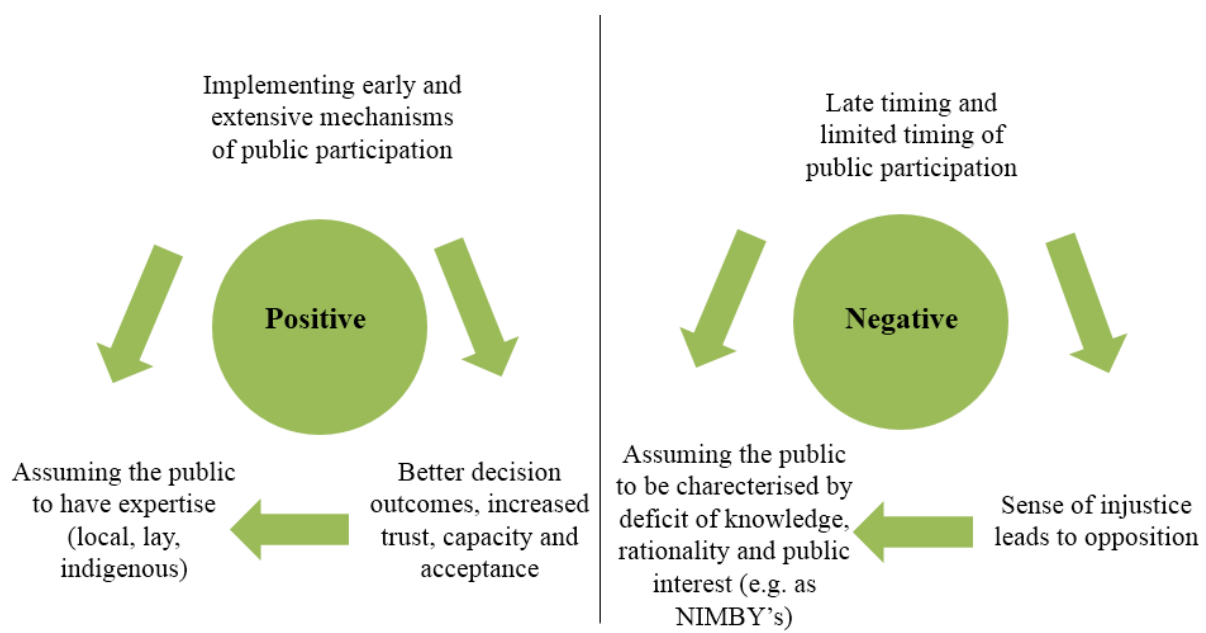 Implementing early and
extensive mechanisms
of public participation
Positive
Assuming the public
to have expertise
(local, lay,
indigenous)
Better decision
outcomes, increased
trust, capacity and
acceptance
Late timing and
limited timing of
public participation
Negative
Assuming the public
to be charecterised by
deficit of knowledge,
rationality and public
interest (e.g. as
NIMBY’s)
Sense of injustice
leads to opposition